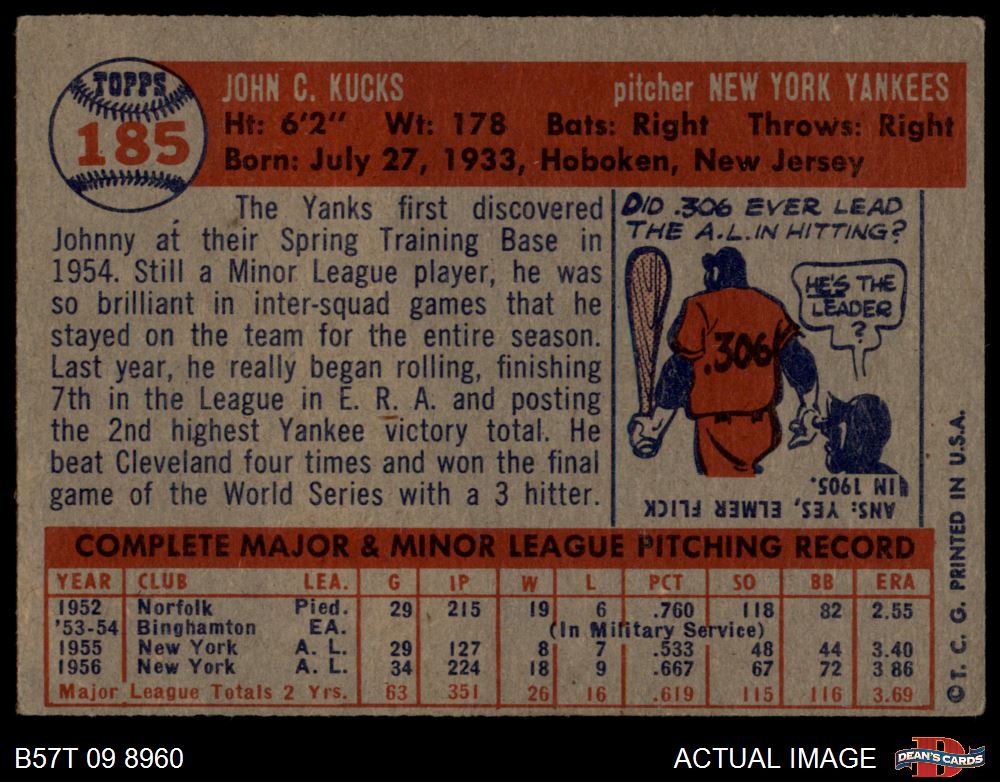 TOPPS
185
JOHN C. KUCKS pitcher NEW YORK YANKEES
Ht: 6'2" Wt: 178 Bats: Right Throws: Right
Born: July 27, 1933, Hoboken, New Jersey
The Yanks first discovered
Johnny at their Spring Training Base in
1954. Still a Minor League player, he was
so brilliant in inter-squad games that he
stayed on the team for the entire season.
Last year, he really began rolling, finishing
7th in the League in E. R. A. and posting
the 2nd highest Yankee victory total. He
beat Cleveland four times and won the final
game of the World Series with a 3 hitter.
DID .306 EVER LEAD
THE A.L. IN HITTING?
HE'S THE
LEADER
?
.306
ANS: YES, ELMER FLICK
IN 1905.
COMPLETE MAJOR & MINOR LEAGUE PITCHING RECORD
YEAR CLUB LEA. G IP W L PCT SO BB ERA
1952 Norfolk Pied. 29 215 19 6 .760 118 82 2.55
'53-54 Binghamton EA. (In Military Service)
1955 New York A. L. 29 127 8 7 .533 48 44 3.40
1956 New York A. L. 34 224 18 9 .667 67 72 3 86
Major League Totals 2 Yrs. 63 351 26 16 .619 115 116 3.69
©T. C. G. PRINTED IN U.S.A.
B57T 09 8960 ACTUAL IMAGE
D
DEAN'S CARDS